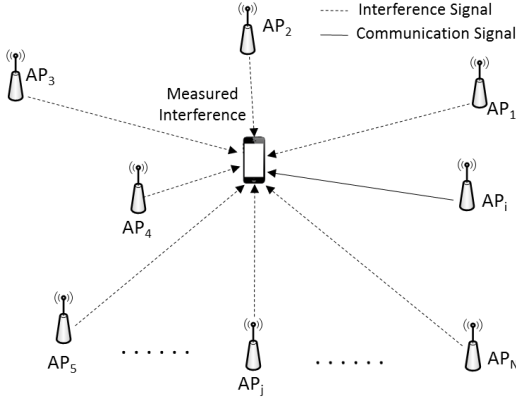 Interference Signal
Communication Signal
AP2
AP3
Measured
Interference
AP1
AP4
APi
AP5
. . . . . .
APj
. . . . . .
APN